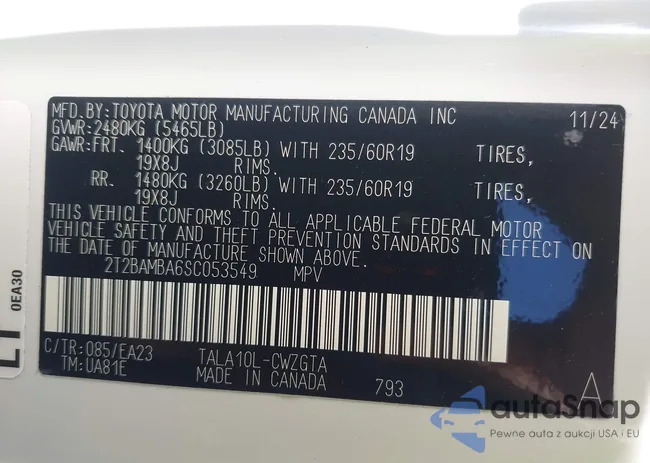 MFD.BY:TOYOTA MOTOR MANUFACTURING CANADA INC 11/24
GVWR:2480KG (5465LB)
GAWR:FRT. 1400KG (3085LB) WITH 235/60R19 TIRES,
19X8J RIMS.
RR. 1480KG (3260LB) WITH 235/60R19 TIRES,
19X8J RIMS.
THIS VEHICLE CONFORMS TO ALL APPLICABLE FEDERAL MOTOR
VEHICLE SAFETY AND THEFT PREVENTION STANDARDS IN EFFECT ON
THE DATE OF MANUFACTURE SHOWN ABOVE.
2T2BAMBA6SC053549 MPV
C/TR:085/EA23 TALA10L-CWZGTA
TM:UA81E MADE IN CANADA 793 A
0EA30
autoSnap
Pewne auta z aukcji USA i EU